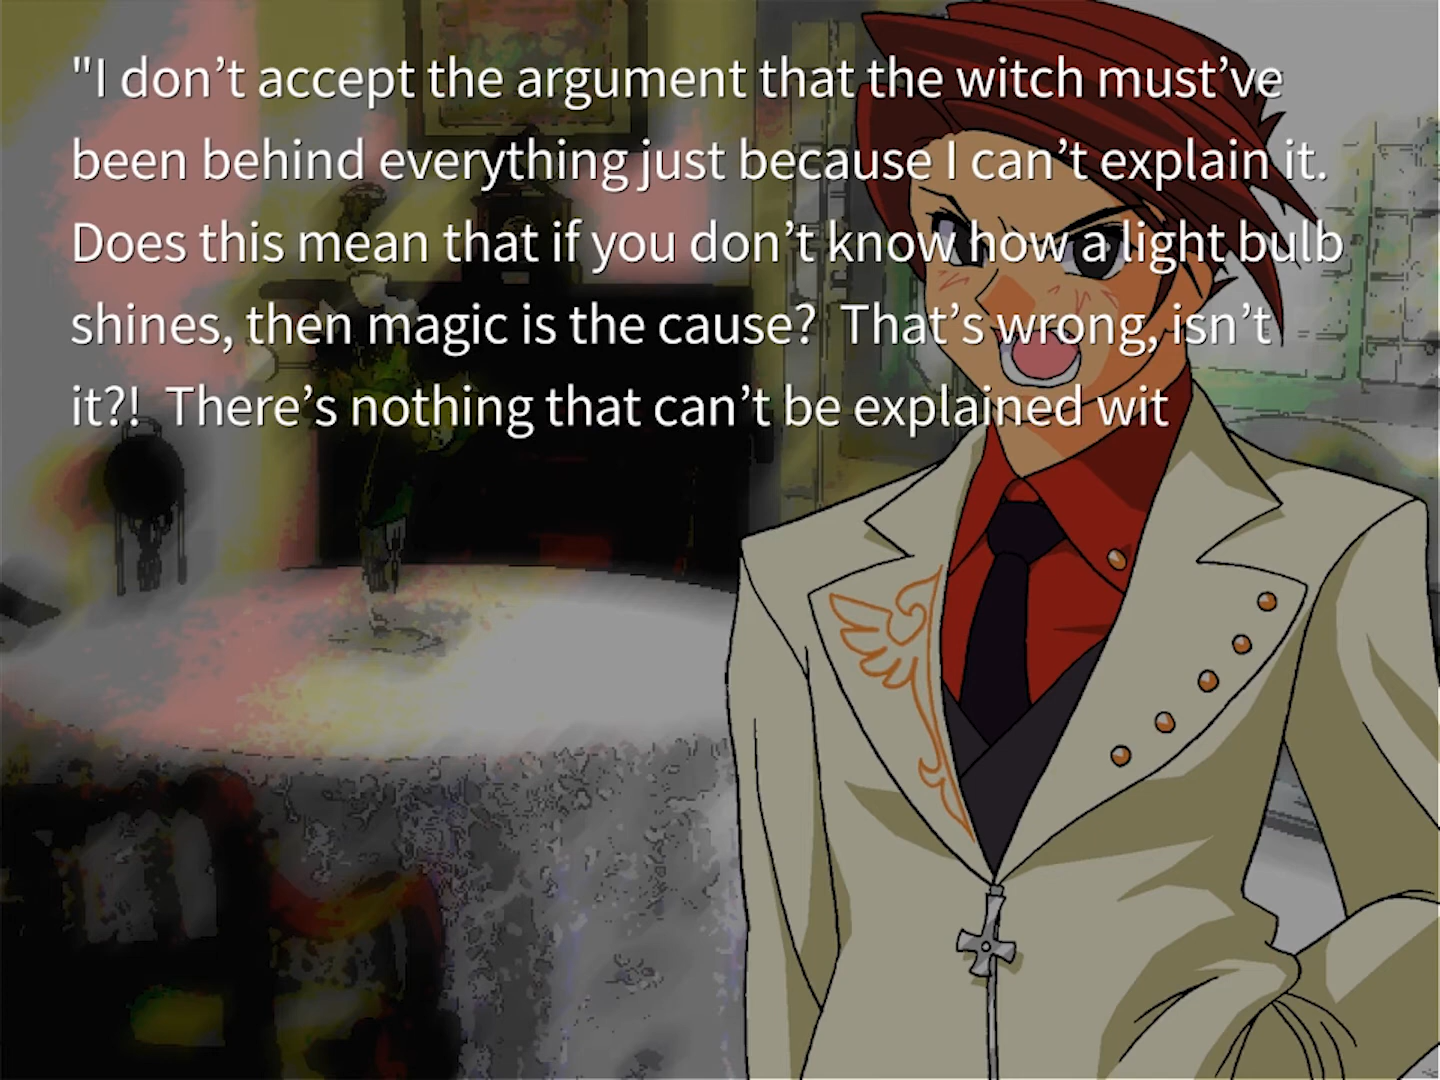 "I don’t accept the argument that the witch must’ve
been behind everything just because I can’t explain it.
Does this mean that if you don’t know how a light bulb
shines, then magic is the cause?  That’s wrong, isn’t
it?!  There’s nothing that can’t be explained wit